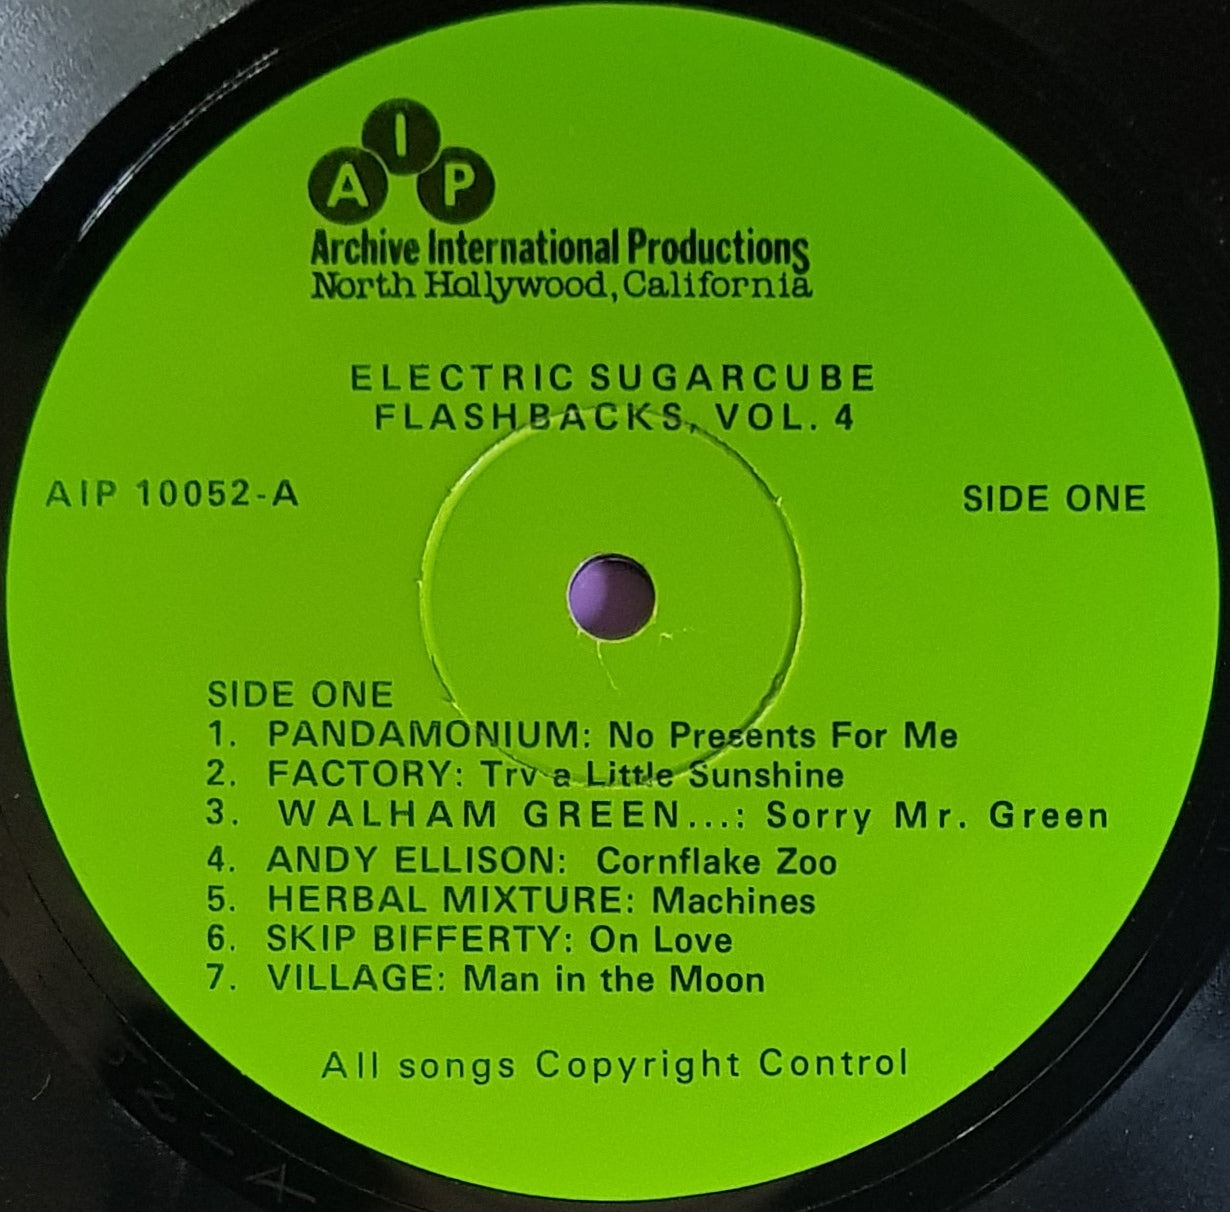 A I P
Archive International Productions
North Hollywood, California
ELECTRIC SUGARCUBE
FLASHBACKS, VOL. 4
AIP 10052-A
SIDE ONE
SIDE ONE
1. PANDAMONIUM: No Presents For Me
2. FACTORY: Try a Little Sunshine
3. WALHAM GREEN...: Sorry Mr. Green
4. ANDY ELLISON: Cornflake Zoo
5. HERBAL MIXTURE: Machines
6. SKIP BIFFERTY: On Love
7. VILLAGE: Man in the Moon
All songs Copyright Control